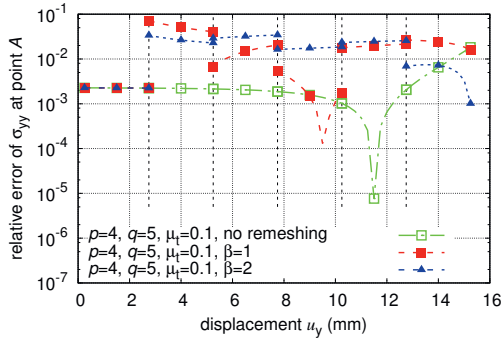 relative error of σyy at point A
10^-1
10^-2
10^-3
10^-4
10^-5
10^-6
10^-7
p=4, q=5, μt=0.1, no remeshing
p=4, q=5, μt=0.1, β=1
p=4, q=5, μt=0.1, β=2
0 2 4 6 8 10 12 14 16
displacement uy (mm)